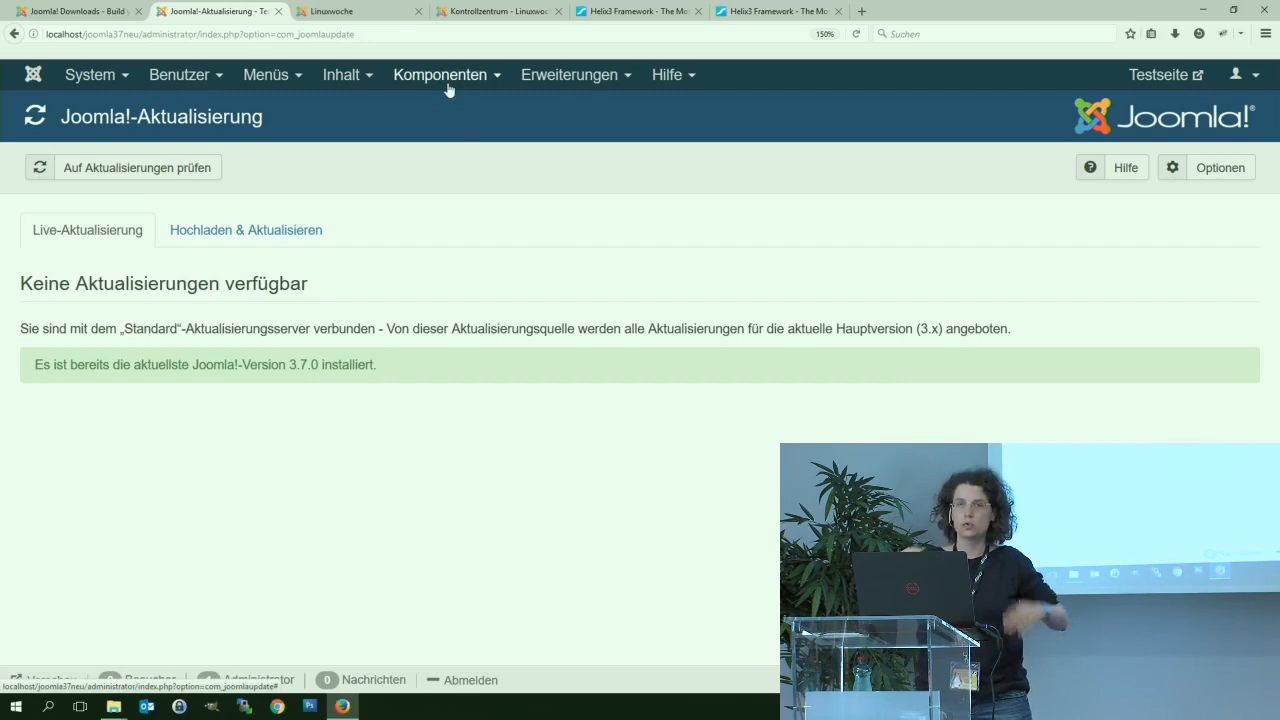 Joomla! Downloads - Build
Joomla!-Aktualisierung - Te
Linuxwoche
Kontrollzentrum - Linuxwoc
Helix3 Framework - The Mo
Helix3 Framework - The Mo
localhost/joomla37neu/administrator/index.php?option=com_joomlaupdate
150%
Suchen
System Benutzer Menüs Inhalt Komponenten Erweiterungen Hilfe Testseite
Joomla!-Aktualisierung
Joomla!®
Auf Aktualisierungen prüfen
Hilfe
Optionen
Live-Aktualisierung
Hochladen & Aktualisieren
Keine Aktualisierungen verfügbar
Sie sind mit dem „Standard“-Aktualisierungsserver verbunden - Von dieser Aktualisierungsquelle werden alle Aktualisierungen für die aktuelle Hauptversion (3.x) angeboten.
Es ist bereits die aktuellste Joomla!-Version 3.7.0 installiert.
Administrator 0 Nachrichten Abmelden
localhost/joomla37neu/administrator/index.php?option=com_joomlaupdate#